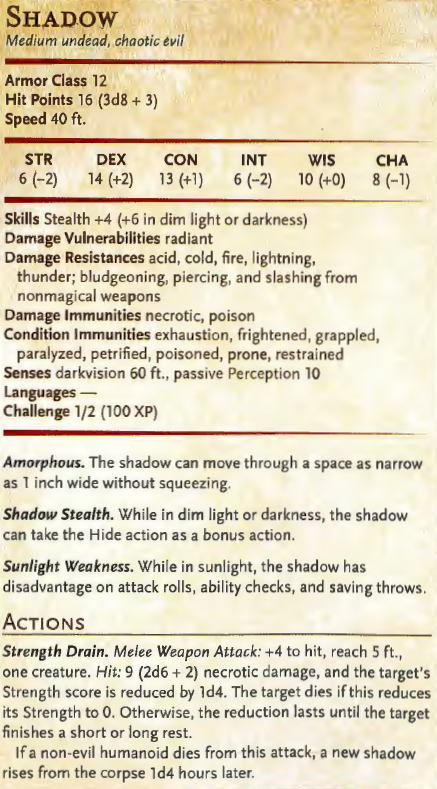 SHADOW
Medium undead, chaotic evil
Armor Class 12
Hit Points 16 (3d8 + 3)
Speed 40 ft.
STR DEX CON INT WIS CHA
6 (−2) 14 (+2) 13 (+1) 6 (−2) 10 (+0) 8 (−1)
Skills Stealth +4 (+6 in dim light or darkness)
Damage Vulnerabilities radiant
Damage Resistances acid, cold, fire, lightning,
thunder; bludgeoning, piercing, and slashing from
nonmagical weapons
Damage Immunities necrotic, poison
Condition Immunities exhaustion, frightened, grappled,
paralyzed, petrified, poisoned, prone, restrained
Senses darkvision 60 ft., passive Perception 10
Languages —
Challenge 1/2 (100 XP)
Amorphous. The shadow can move through a space as narrow
as 1 inch wide without squeezing.
Shadow Stealth. While in dim light or darkness, the shadow
can take the Hide action as a bonus action.
Sunlight Weakness. While in sunlight, the shadow has
disadvantage on attack rolls, ability checks, and saving throws.
ACTIONS
Strength Drain. Melee Weapon Attack: +4 to hit, reach 5 ft.,
one creature. Hit: 9 (2d6 + 2) necrotic damage, and the target's
Strength score is reduced by 1d4. The target dies if this reduces
its Strength to 0. Otherwise, the reduction lasts until the target
finishes a short or long rest.
If a non-evil humanoid dies from this attack, a new shadow
rises from the corpse 1d4 hours later.